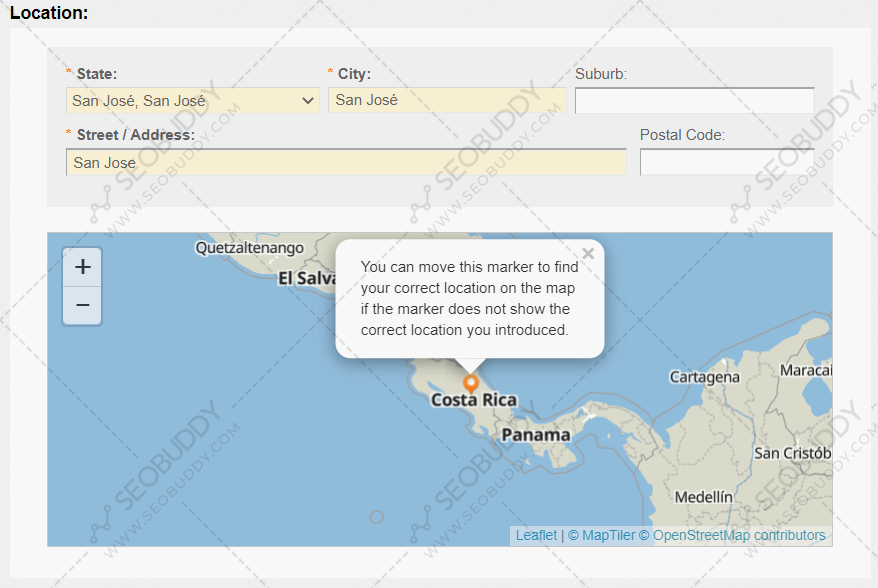 Location:
* State:
* City:
Suburb:
San José, San José
San José
* Street / Address:
Postal Code:
San Jose
+
−
Quetzaltenango
El Salva
×
You can move this marker to find
your correct location on the map
if the marker does not show the
correct location you introduced.
Cartagena
Maracai
Costa Rica
Panama
San Cristób
Medellín
Leaflet | © MapTiler © OpenStreetMap contributors
SEOBUDDY
WWW.SEOBUDDY.COM
SEOBUDDY
WWW.SEOBUDDY.COM
SEOBUDDY
WWW.SEOBUDDY.COM
SEOBUDDY
WWW.SEOBUDDY.COM
SEOBUDDY
WWW.SEOBUDDY.COM
SEOBUDDY
WWW.SEOBUDDY.COM